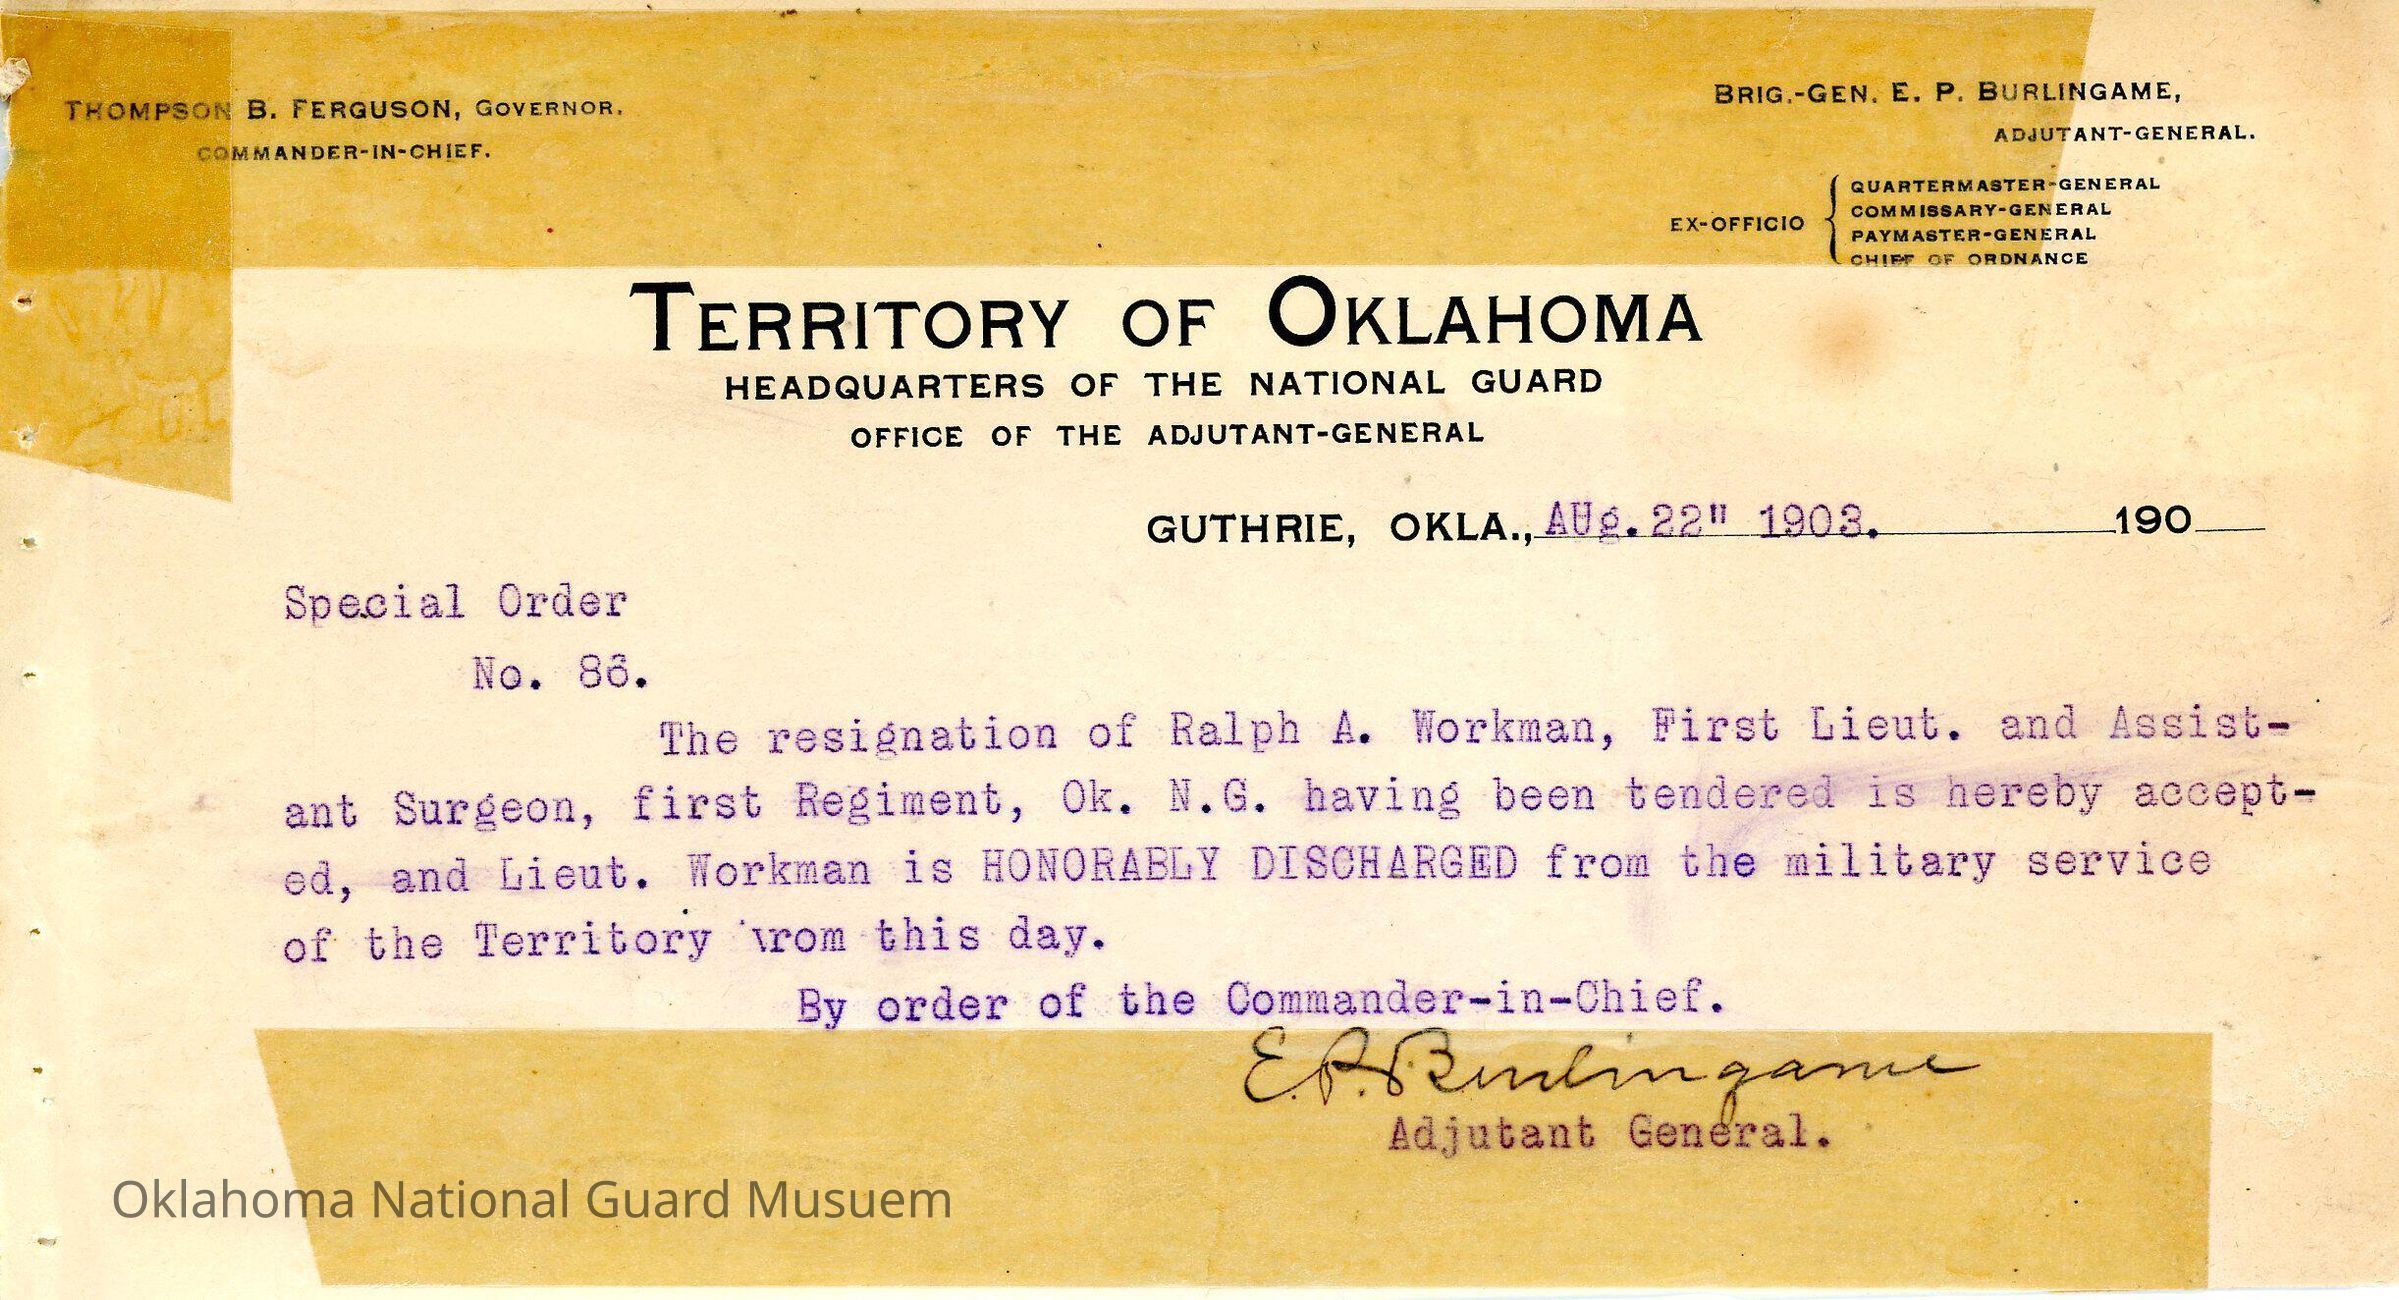 THOMPSON B. FERGUSON, GOVERNOR.
COMMANDER-IN-CHIEF.
BRIG.-GEN. E. P. BURLINGAME,
ADJUTANT-GENERAL.
EX-OFFICIO
QUARTERMASTER-GENERAL
COMMISSARY-GENERAL
PAYMASTER-GENERAL
CHIEF OF ORDNANCE
TERRITORY OF OKLAHOMA
HEADQUARTERS OF THE NATIONAL GUARD
OFFICE OF THE ADJUTANT-GENERAL
GUTHRIE, OKLA., AUg.22" 1903. 190
Special Order
No. 86.
The resignation of Ralph A. Workman, First Lieut. and Assist-
ant Surgeon, first Regiment, Ok. N.G. having been tendered is hereby accept-
ed, and Lieut. Workman is HONORABLY DISCHARGED from the military service
of the Territory from this day.
By order of the Commander-in-Chief.
E.P. Burlingame
Adjutant General.
Oklahoma National Guard Musuem